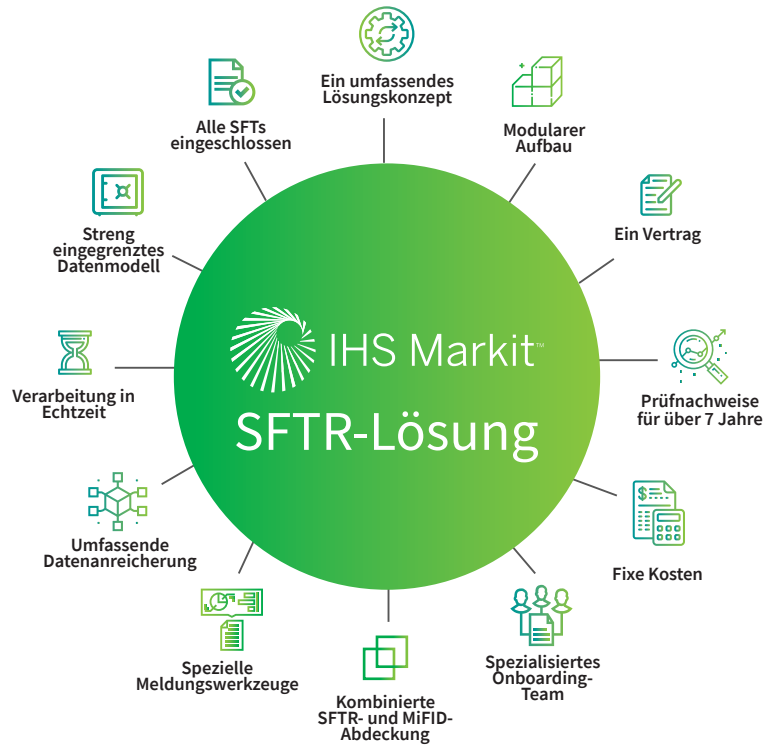 Ein umfassendes
Lösungskonzept
Modularer
Aufbau
Ein Vertrag
Prüfnachweise
für über 7 Jahre
Fixe Kosten
Spezialisiertes
Onboarding-
Team
Kombinierte
SFTR- und MiFID-
Abdeckung
Spezielle
Meldungswerkzeuge
Umfassende
Datenanreicherung
Verarbeitung in
Echtzeit
Streng
eingegrenztes
Datenmodell
Alle SFTs
eingeschlossen
IHS Markit™
SFTR-Lösung